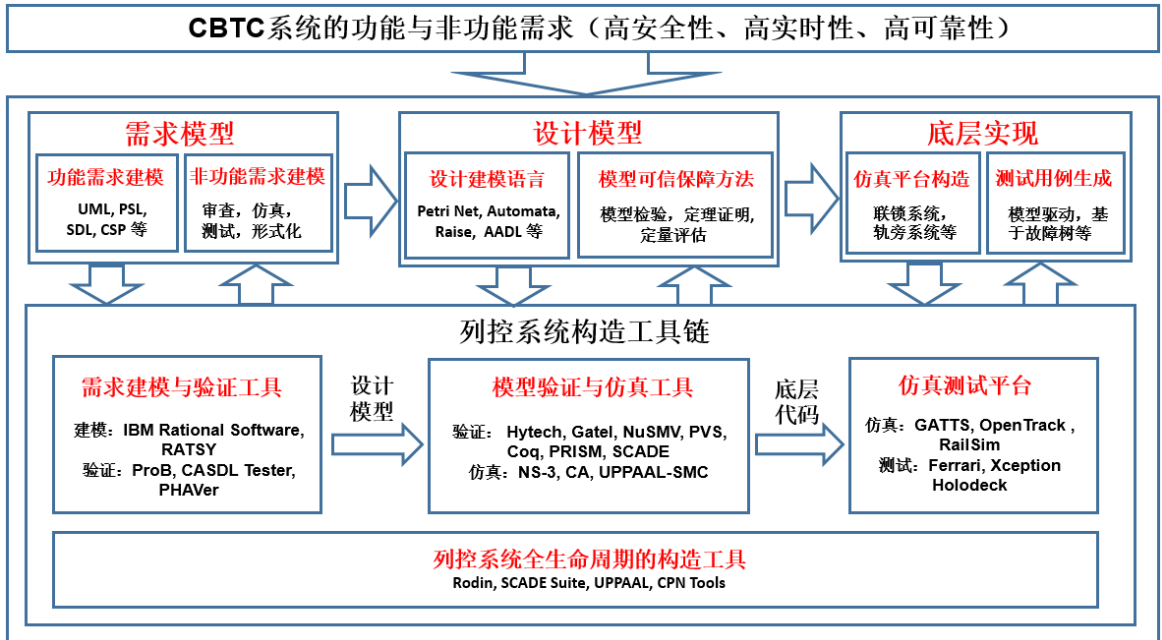 CBTC系统的功能与非功能需求（高安全性、高实时性、高可靠性）
需求模型
功能需求建模
UML, PSL,
SDL, CSP 等
非功能需求建模
审查，仿真，
测试，形式化
设计模型
设计建模语言
Petri Net, Automata,
Raise, AADL 等
模型可信保障方法
模型检验，定理证明,
定量评估
底层实现
仿真平台构造
联锁系统，
轨旁系统等
测试用例生成
模型驱动，基
于故障树等
列控系统构造工具链
需求建模与验证工具
建模：IBM Rational Software,
RATSY
验证：ProB, CASDL Tester,
PHAVer
设计
模型
模型验证与仿真工具
验证： Hytech, Gatel, NuSMV, PVS,
Coq, PRISM, SCADE
仿真：NS-3, CA, UPPAAL-SMC
底层
代码
仿真测试平台
仿真：GATTS, OpenTrack ,
RailSim
测试：Ferrari, Xception
Holodeck
列控系统全生命周期的构造工具
Rodin, SCADE Suite, UPPAAL, CPN Tools